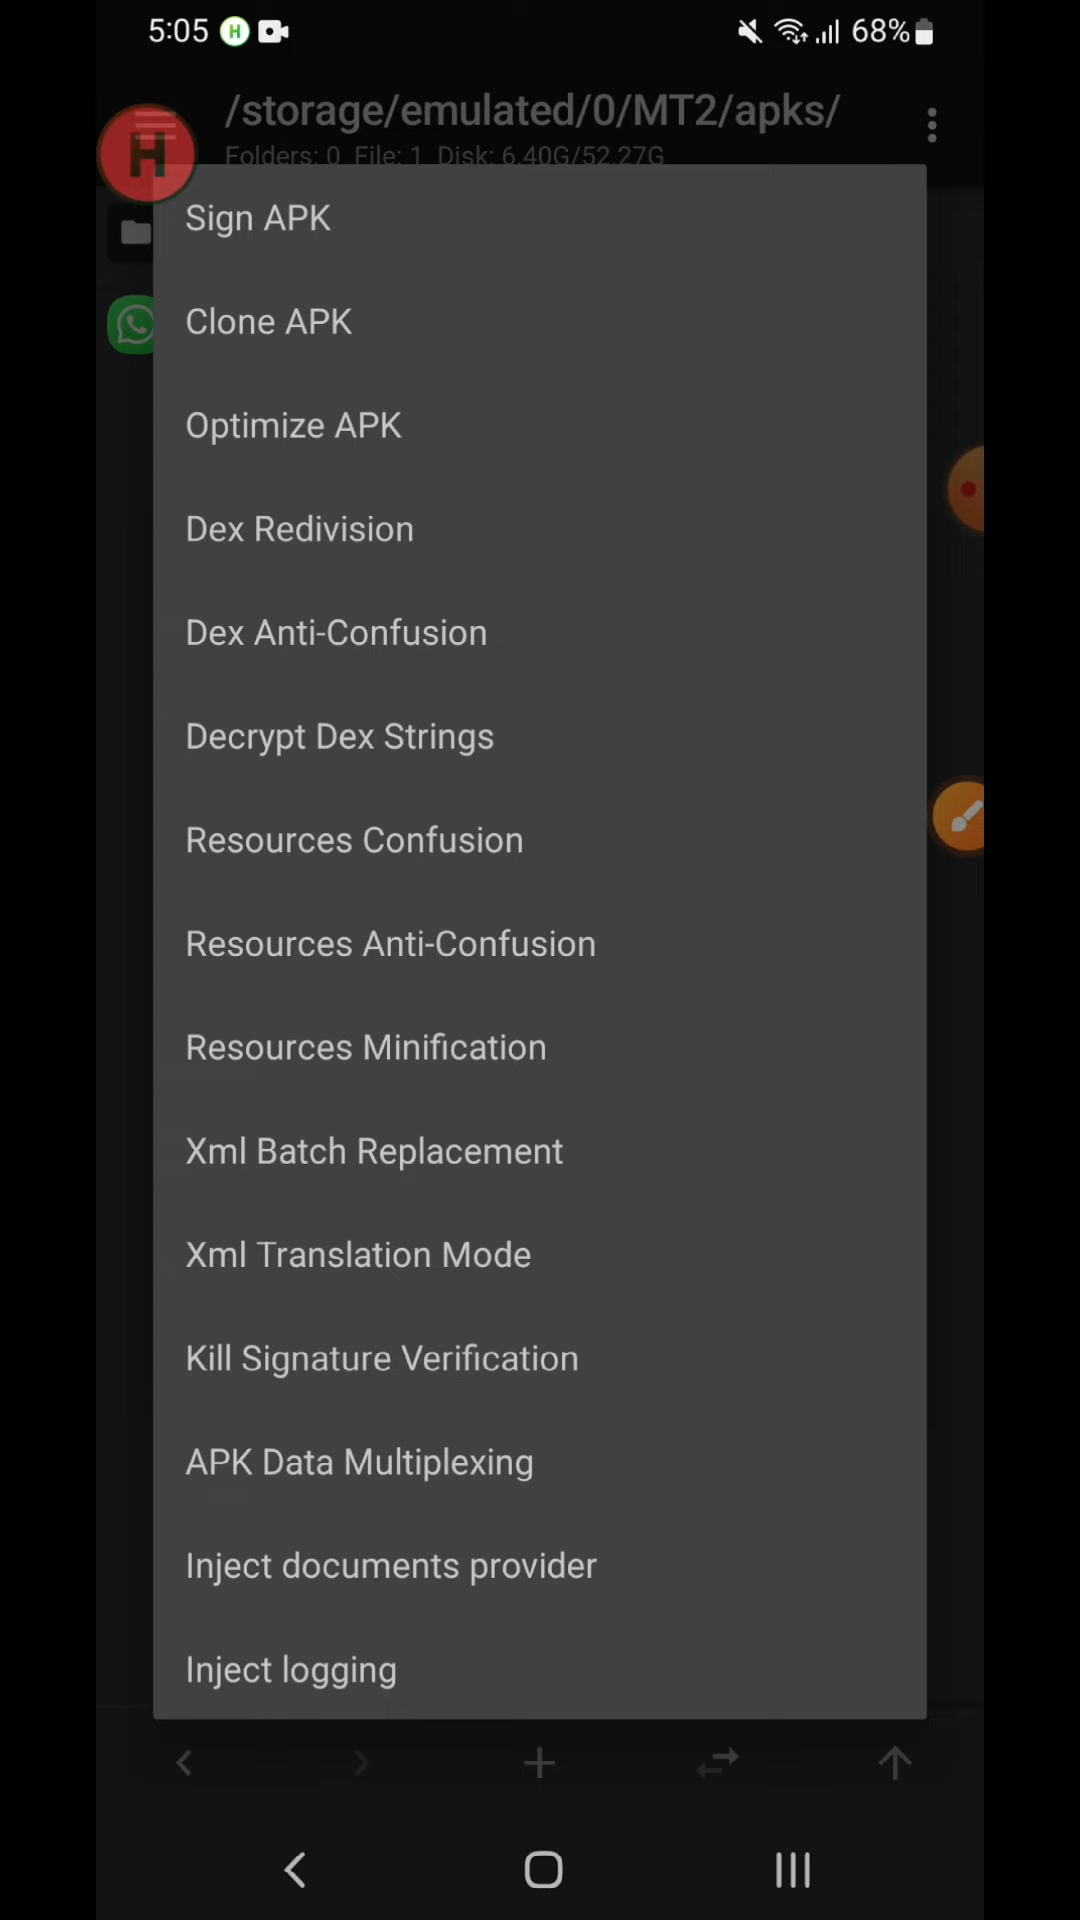 5:05 H 68%
/storage/emulated/0/MT2/apks/
Folders: 0 File: 1 Disk: 6.40G/52.27G
H
Sign APK
Clone APK
Optimize APK
Dex Redivision
Dex Anti-Confusion
Decrypt Dex Strings
Resources Confusion
Resources Anti-Confusion
Resources Minification
Xml Batch Replacement
Xml Translation Mode
Kill Signature Verification
APK Data Multiplexing
Inject documents provider
Inject logging